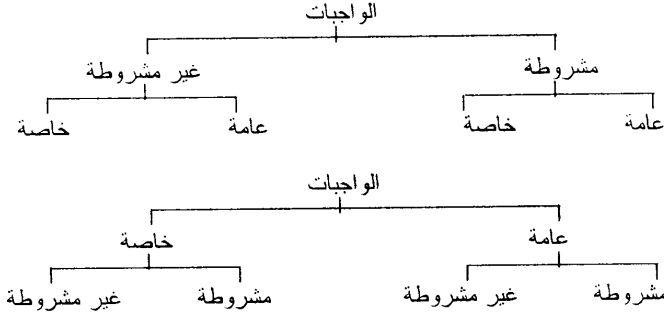 الواجبات
مشروطة غير مشروطة
عامة خاصة عامة خاصة
الواجبات
عامة خاصة
مشروطة غير مشروطة مشروطة غير مشروطة